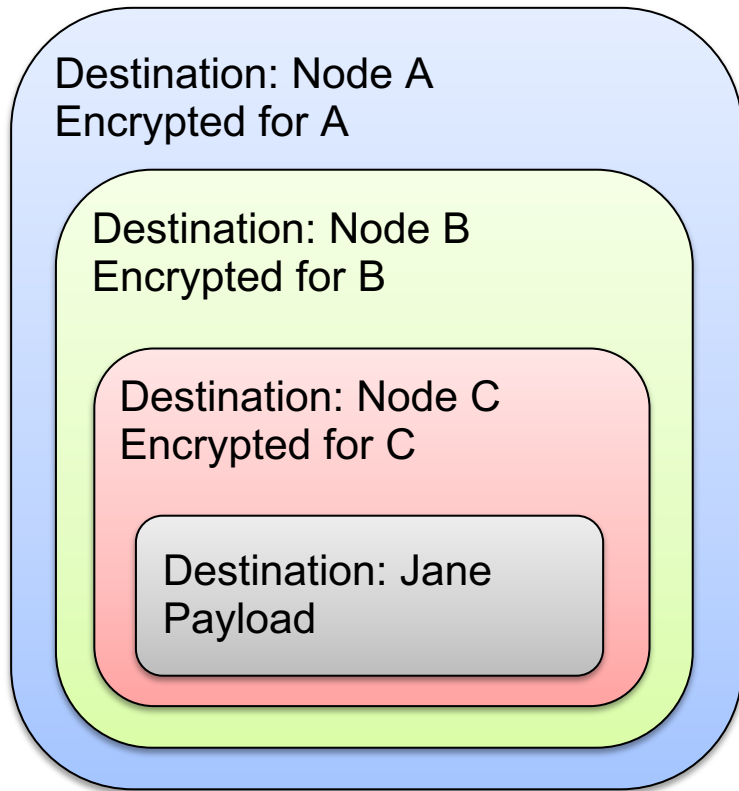 Destination: Node A
Encrypted for A
Destination: Node B
Encrypted for B
Destination: Node C
Encrypted for C
Destination: Jane
Payload